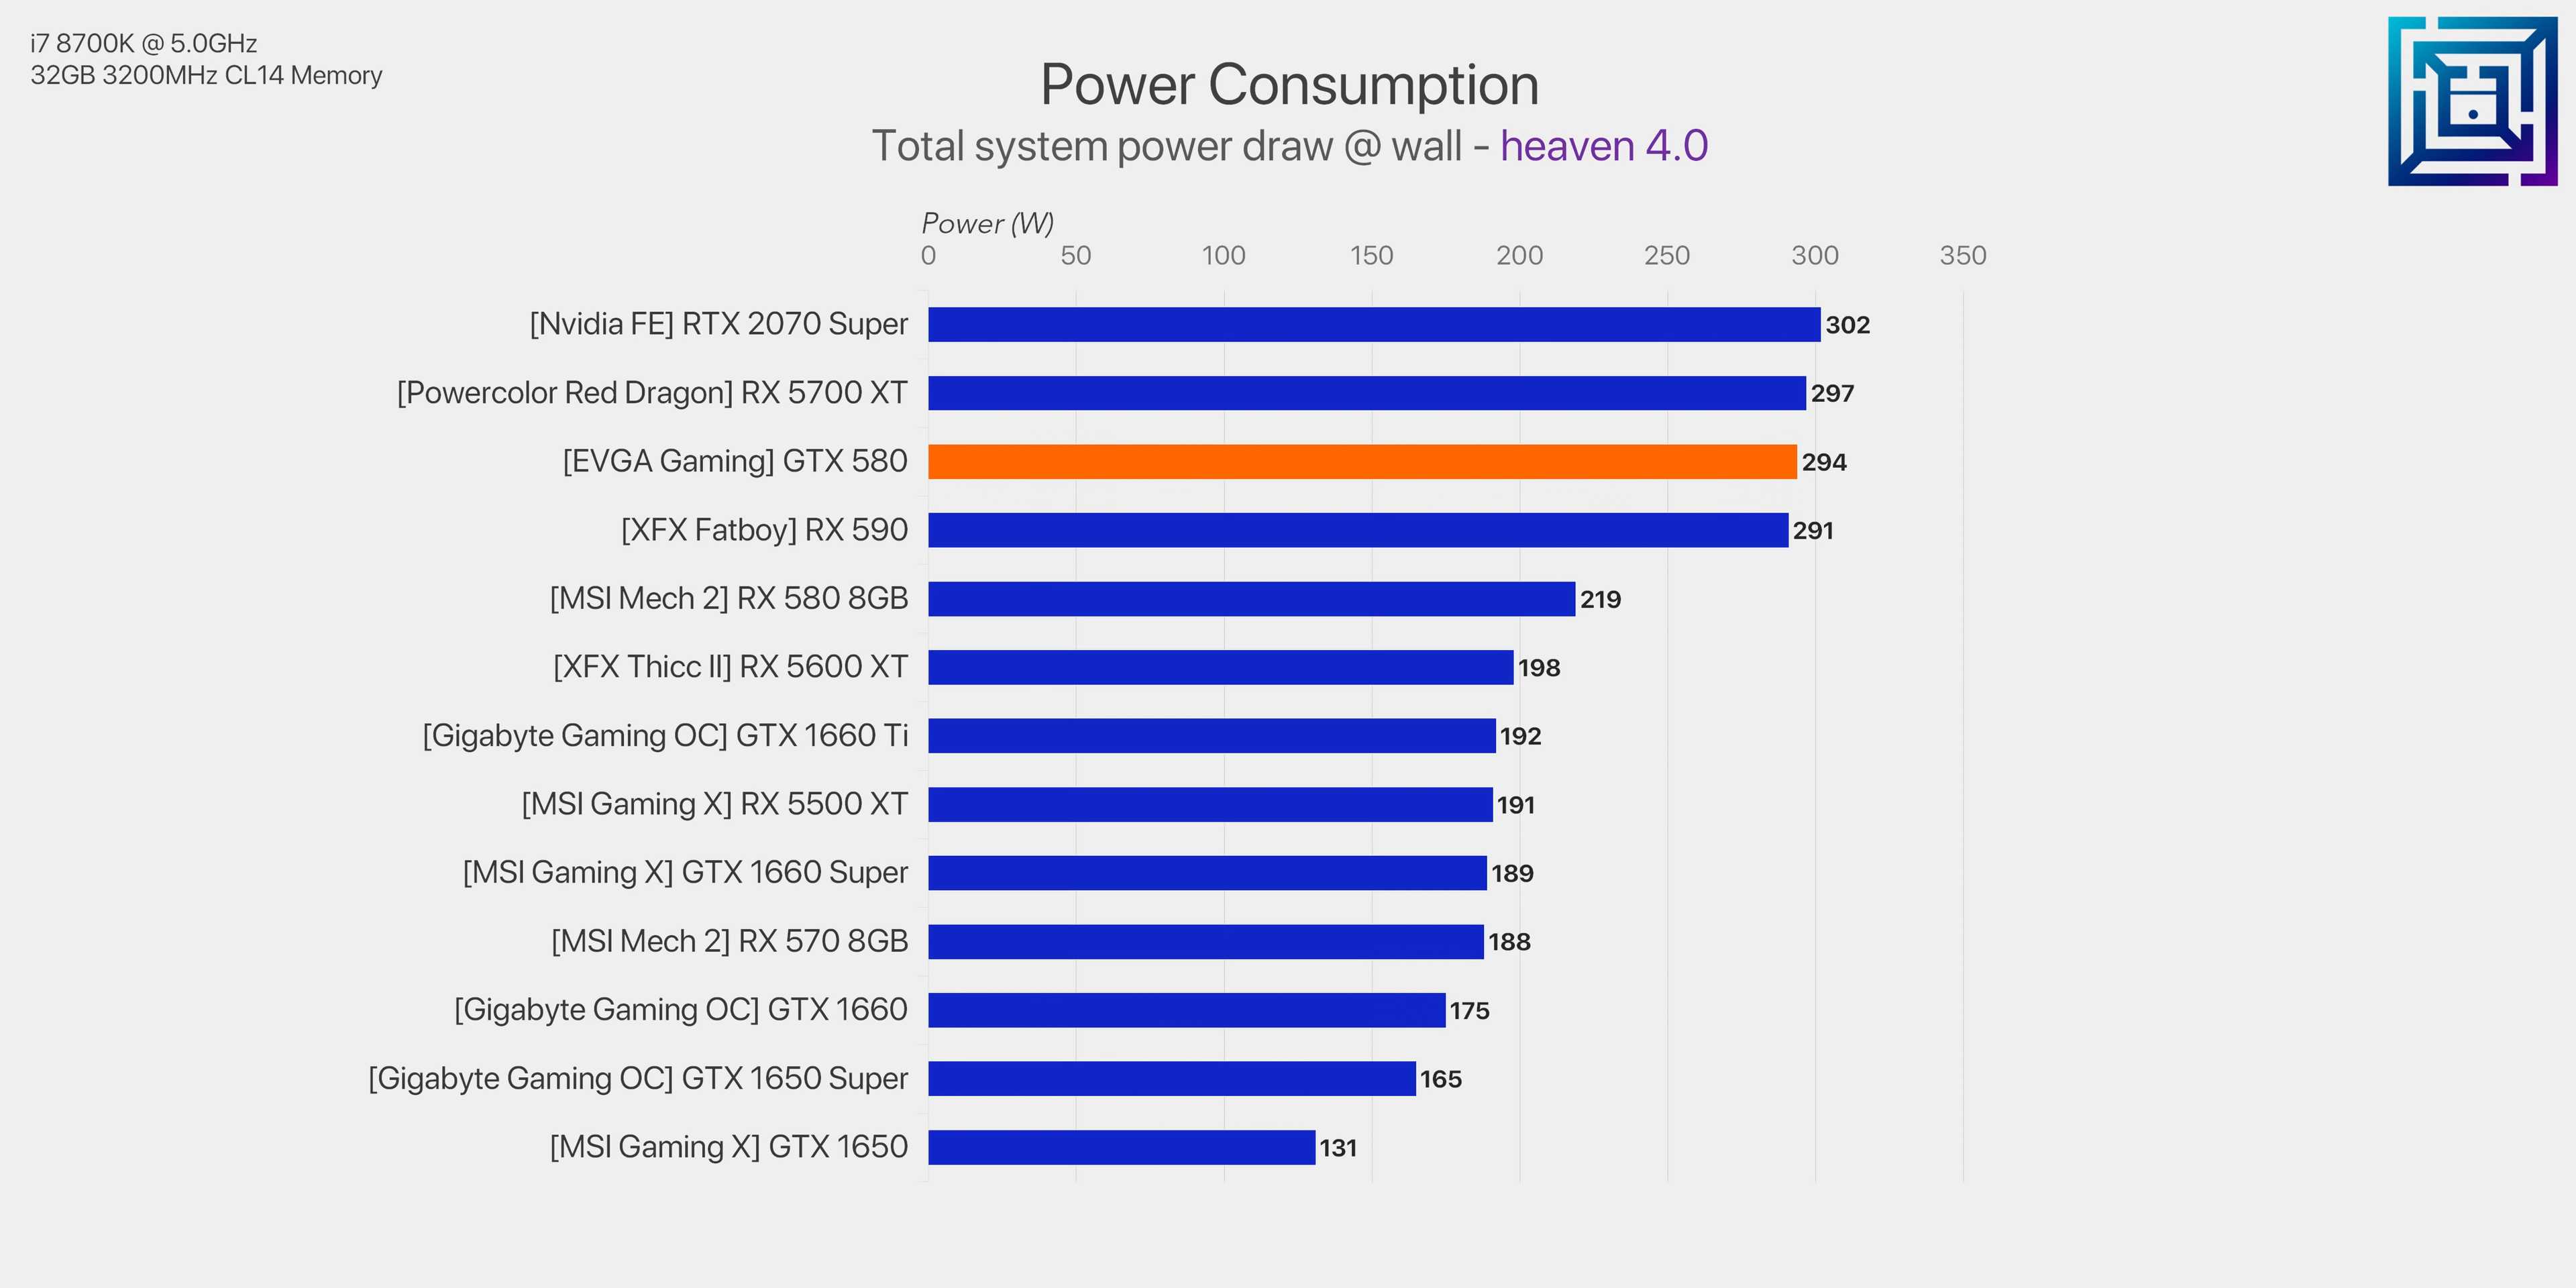 i7 8700K @ 5.0GHz
32GB 3200MHz CL14 Memory
Power Consumption
Total system power draw @ wall - heaven 4.0
Power (W)
0 50 100 150 200 250 300 350
[Nvidia FE] RTX 2070 Super 302
[Powercolor Red Dragon] RX 5700 XT 297
[EVGA Gaming] GTX 580 294
[XFX Fatboy] RX 590 291
[MSI Mech 2] RX 580 8GB 219
[XFX Thicc II] RX 5600 XT 198
[Gigabyte Gaming OC] GTX 1660 Ti 192
[MSI Gaming X] RX 5500 XT 191
[MSI Gaming X] GTX 1660 Super 189
[MSI Mech 2] RX 570 8GB 188
[Gigabyte Gaming OC] GTX 1660 175
[Gigabyte Gaming OC] GTX 1650 Super 165
[MSI Gaming X] GTX 1650 131